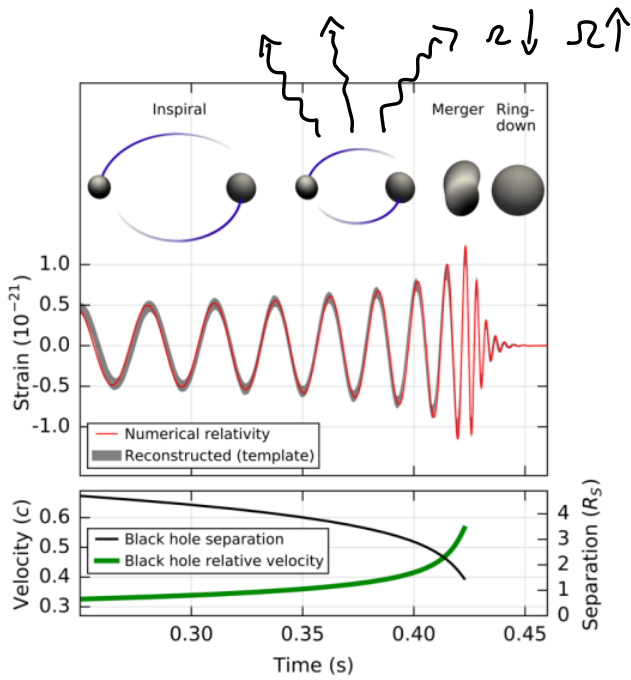 Ω↓ Ω↑
Inspiral
Merger Ring-
down
1.0
0.5
0.0
-0.5
-1.0
Strain (10⁻²¹)
Numerical relativity
Reconstructed (template)
0.6
0.5
0.4
0.3
Velocity (c)
Black hole separation
Black hole relative velocity
4
3
2
1
0
Separation (R_S)
0.30 0.35 0.40 0.45
Time (s)